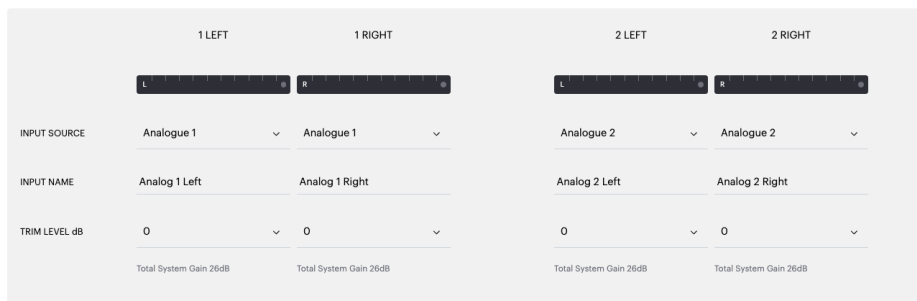 1 LEFT 1 RIGHT 2 LEFT 2 RIGHT
L R L R
INPUT SOURCE Analogue 1 Analogue 1 Analogue 2 Analogue 2
INPUT NAME Analog 1 Left Analog 1 Right Analog 2 Left Analog 2 Right
TRIM LEVEL dB 0 0 0 0
Total System Gain 26dB Total System Gain 26dB Total System Gain 26dB Total System Gain 26dB